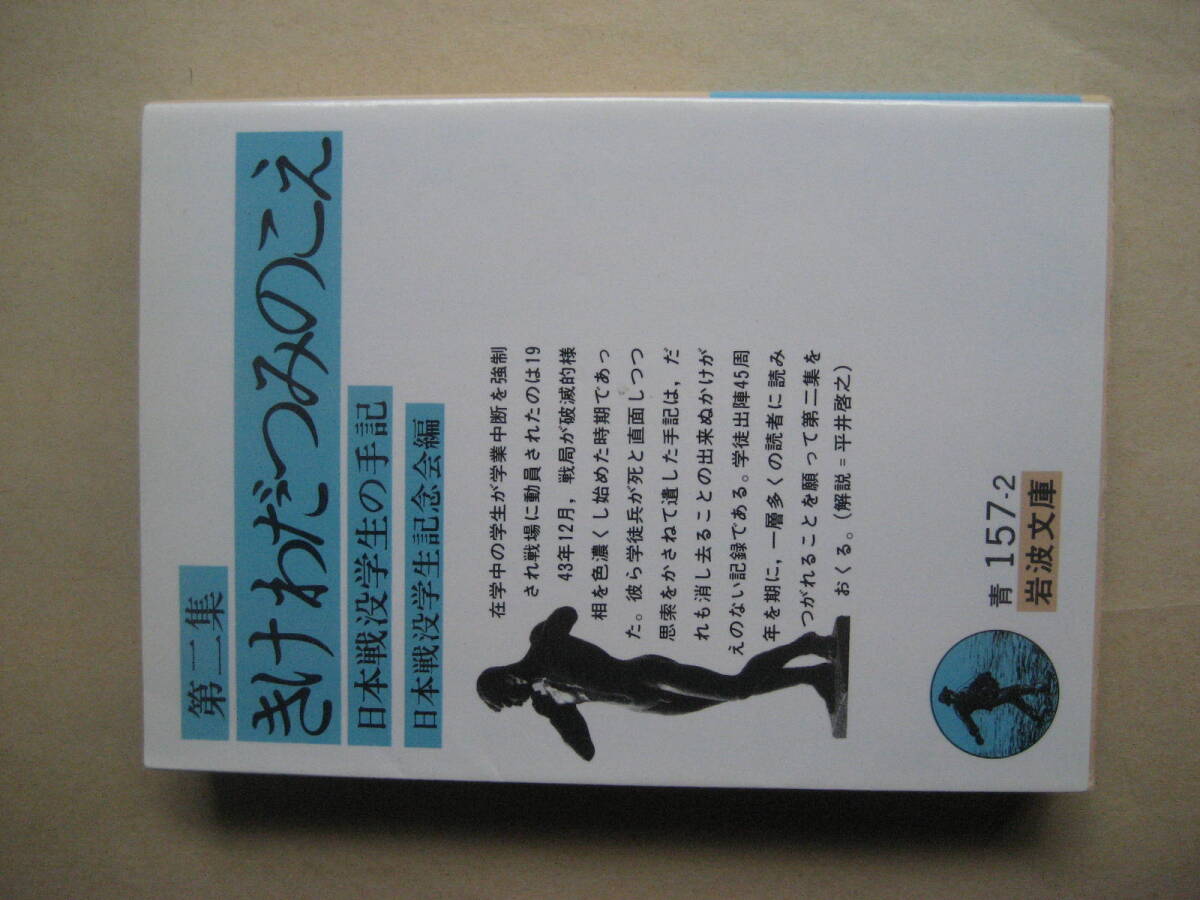 第二集
きけわだつみのこえ
日本戦没学生の手記
日本戦没学生記念会編
在学中の学生が学業中断を強制
され戦場に動員されたのは19
43年12月，戦局が破滅的様
相を色濃くし始めた時期であっ
た。彼ら学徒兵が死と直面しつつ
思索をかさねて遺した手記は，だ
れも消し去ることの出来ぬかけが
えのない記録である。学徒出陣45周
年を期に，一層多くの読者に読み
つがれることを願って第二集を
おくる。（解説＝平井啓之）
青 157-2
岩波文庫